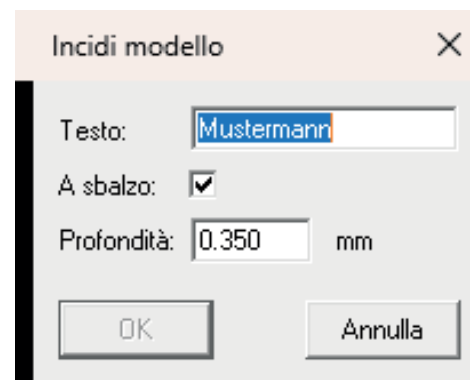 Incidi modello
Testo: Mustermann
A sbalzo:
Profondità: 0.350 mm
OK Annulla